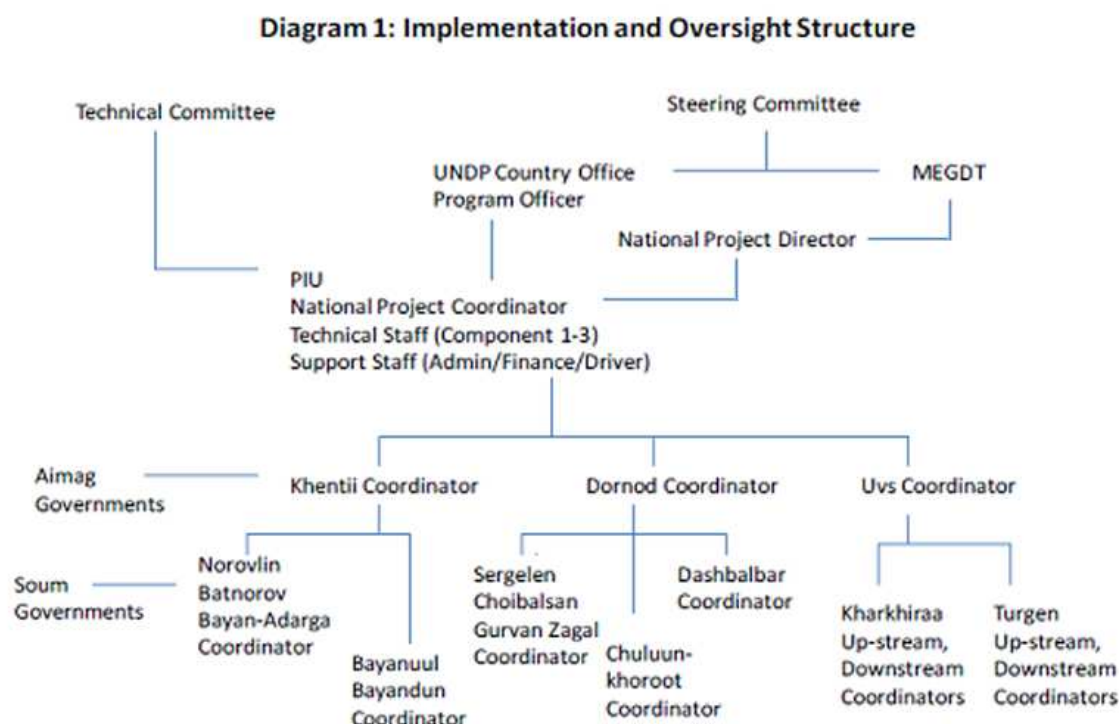 Diagram 1: Implementation and Oversight Structure
Technical Committee
Steering Committee
UNDP Country Office
Program Officer
MEGDT
National Project Director
PIU
National Project Coordinator
Technical Staff (Component 1-3)
Support Staff (Admin/Finance/Driver)
Aimag
Governments
Khentii Coordinator
Dornod Coordinator
Uvs Coordinator
Soum
Governments
Norovlin
Batnorov
Bayan-Adarga
Coordinator
Bayanuul
Bayandun
Coordinator
Sergelen
Choibalsan
Gurvan Zagal
Coordinator
Chuluun-
khoroot
Coordinator
Dashbalbar
Coordinator
Kharkhiraa
Up-stream,
Downstream
Coordinators
Turgen
Up-stream,
Downstream
Coordinators